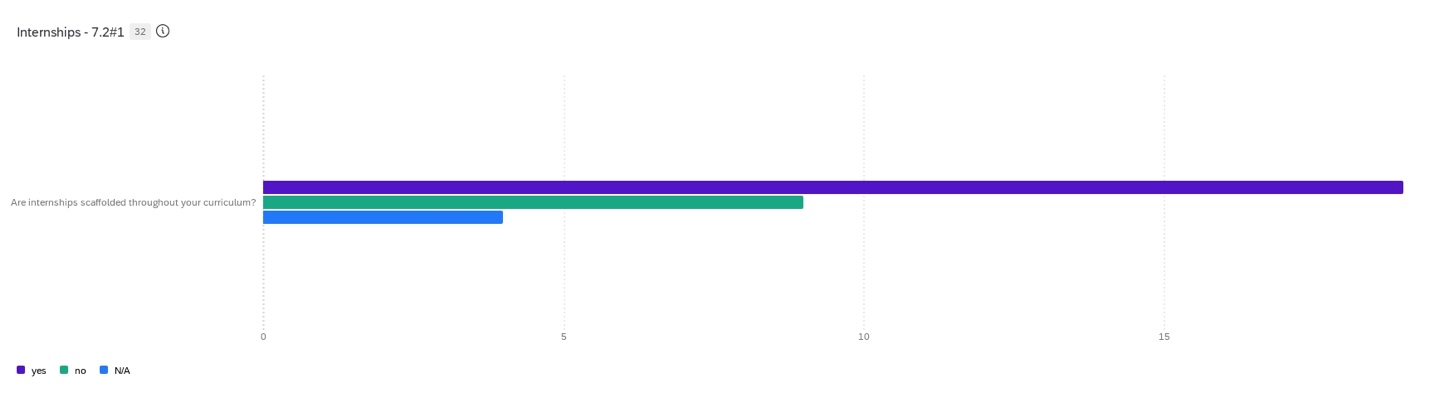 Internships - 7.2#1 32
Are internships scaffolded throughout your curriculum?
0 5 10 15
yes no N/A